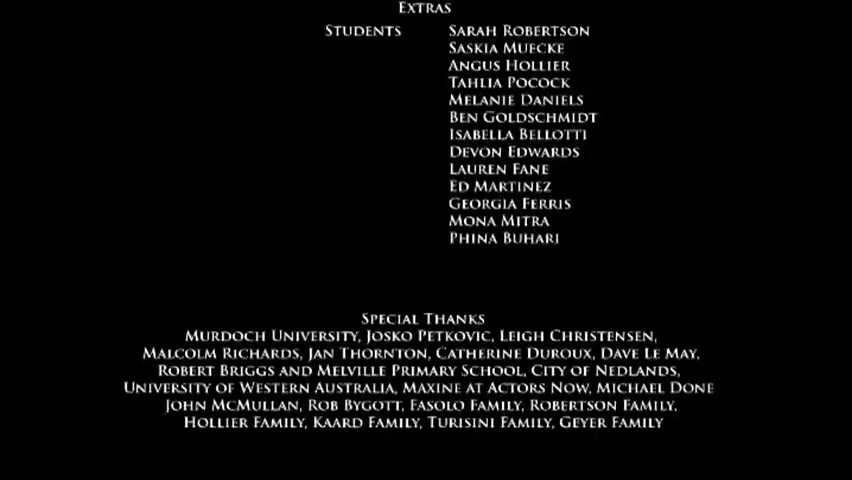 Extras
Students Sarah Robertson
Saskia Muecke
Angus Hollier
Tahlia Pocock
Melanie Daniels
Ben Goldschmidt
Isabella Bellotti
Devon Edwards
Lauren Fane
Ed Martinez
Georgia Ferris
Mona Mitra
Phina Buhari
Special Thanks
Murdoch University, Josko Petkovic, Leigh Christensen,
Malcolm Richards, Jan Thornton, Catherine Duroux, Dave Le May,
Robert Briggs and Melville Primary School, City of Nedlands,
University of Western Australia, Maxine at Actors Now, Michael Done
John McMullan, Rob Bygott, Fasolo Family, Robertson Family,
Hollier Family, Kaard Family, Turisini Family, Geyer Family